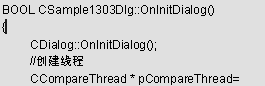 BOOL CSample1303Dlg::OnInitDialog()
{
CDialog::OnInitDialog();
//创建线程
CCompareThread * pCompareThread=